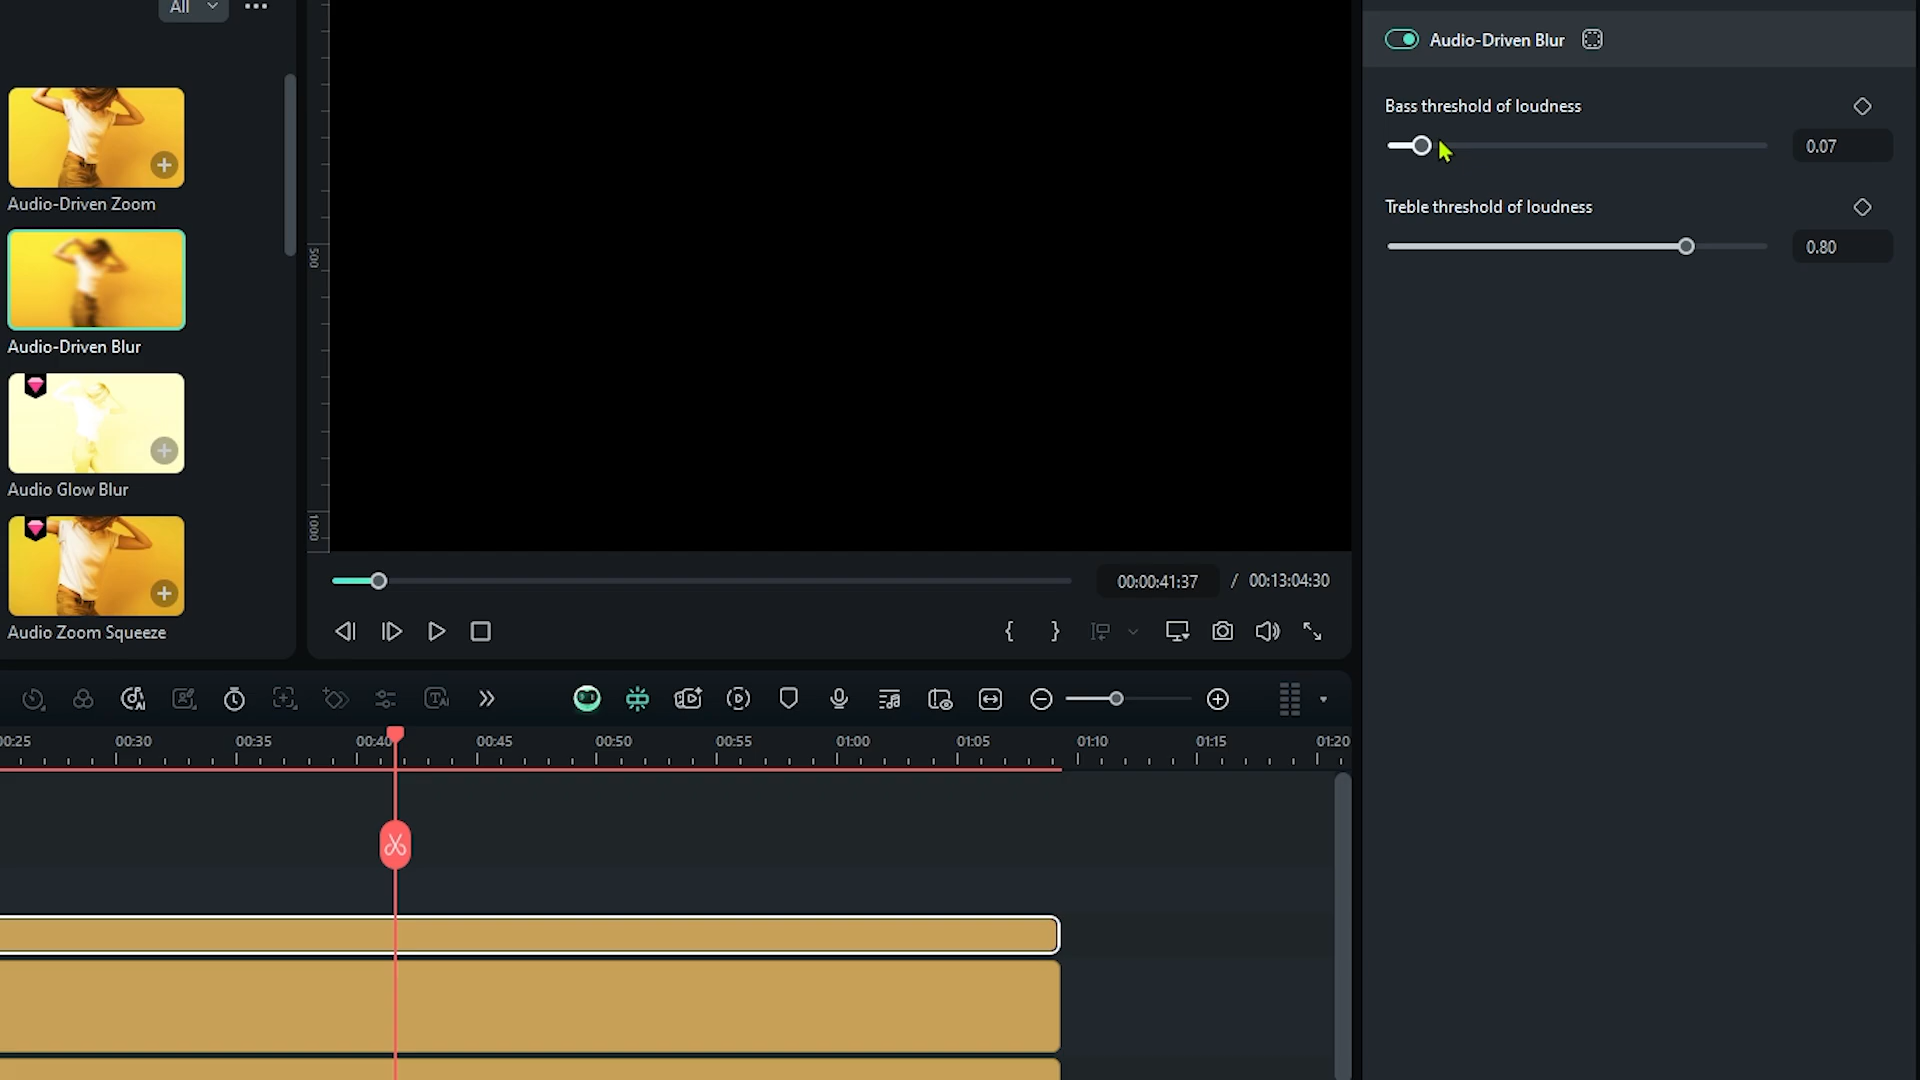 All
Audio-Driven Zoom
Audio-Driven Blur
Audio Glow Blur
Audio Zoom Squeeze
500
1000
00:00:41:37 / 00:13:04:30
Audio-Driven Blur
Bass threshold of loudness
0.07
Treble threshold of loudness
0.80
00:25 00:30 00:35 00:40 00:45 00:50 00:55 01:00 01:05 01:10 01:15 01:20